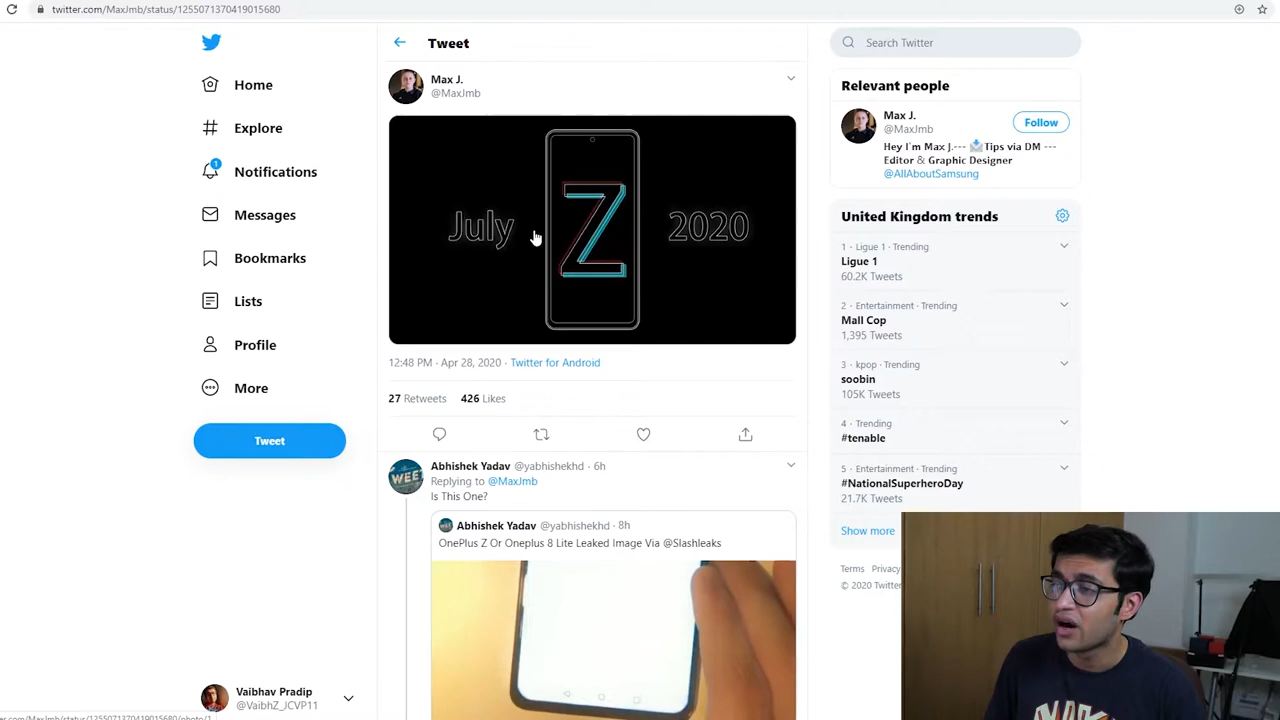 twitter.com/MaxJmb/status/1255071370419015680
Home
Explore
1
Notifications
Messages
Bookmarks
Lists
Profile
More
Tweet
Vaibhav Pradip
@VaibhZ_JCVP11
Tweet
Max J.
@MaxJmb
July
Z
2020
12:48 PM · Apr 28, 2020 · Twitter for Android
27 Retweets 426 Likes
Abhishek Yadav @yabhishekhd · 6h
Replying to @MaxJmb
Is This One?
Abhishek Yadav @yabhishekhd · 8h
OnePlus Z Or Oneplus 8 Lite Leaked Image Via @Slashleaks
Search Twitter
Relevant people
Max J.
@MaxJmb
Follow
Hey I'm Max J.--- 📩Tips via DM ---
Editor & Graphic Designer
@AllAboutSamsung
United Kingdom trends
1 · Ligue 1 · Trending
Ligue 1
60.2K Tweets
2 · Entertainment · Trending
Mall Cop
1,395 Tweets
3 · kpop · Trending
soobin
105K Tweets
4 · Trending
#tenable
5 · Entertainment · Trending
#NationalSuperheroDay
21.7K Tweets
Show more
Terms Privacy
© 2020 Twitter